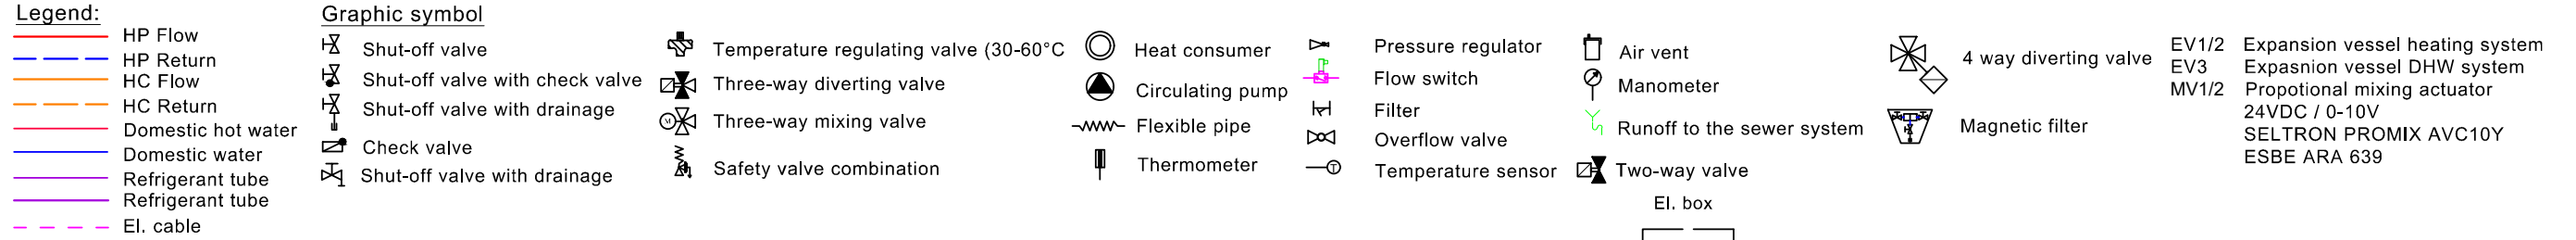 Legend:
HP Flow
HP Return
HC Flow
HC Return
Domestic hot water
Domestic water
Refrigerant tube
Refrigerant tube
El. cable
Graphic symbol
Shut-off valve
Shut-off valve with check valve
Shut-off valve with drainage
Check valve
Shut-off valve with drainage
Temperature regulating valve (30-60°C
Three-way diverting valve
M
Three-way mixing valve
Safety valve combination
Heat consumer
Circulating pump
Flexible pipe
Thermometer
Pressure regulator
Flow switch
Filter
Overflow valve
T
Temperature sensor
Air vent
Manometer
Runoff to the sewer system
Two-way valve
El. box
4 way diverting valve
Magnetic filter
EV1/2 Expansion vessel heating system
EV3 Expasnion vessel DHW system
MV1/2 Propotional mixing actuator
24VDC / 0-10V
SELTRON PROMIX AVC10Y
ESBE ARA 639